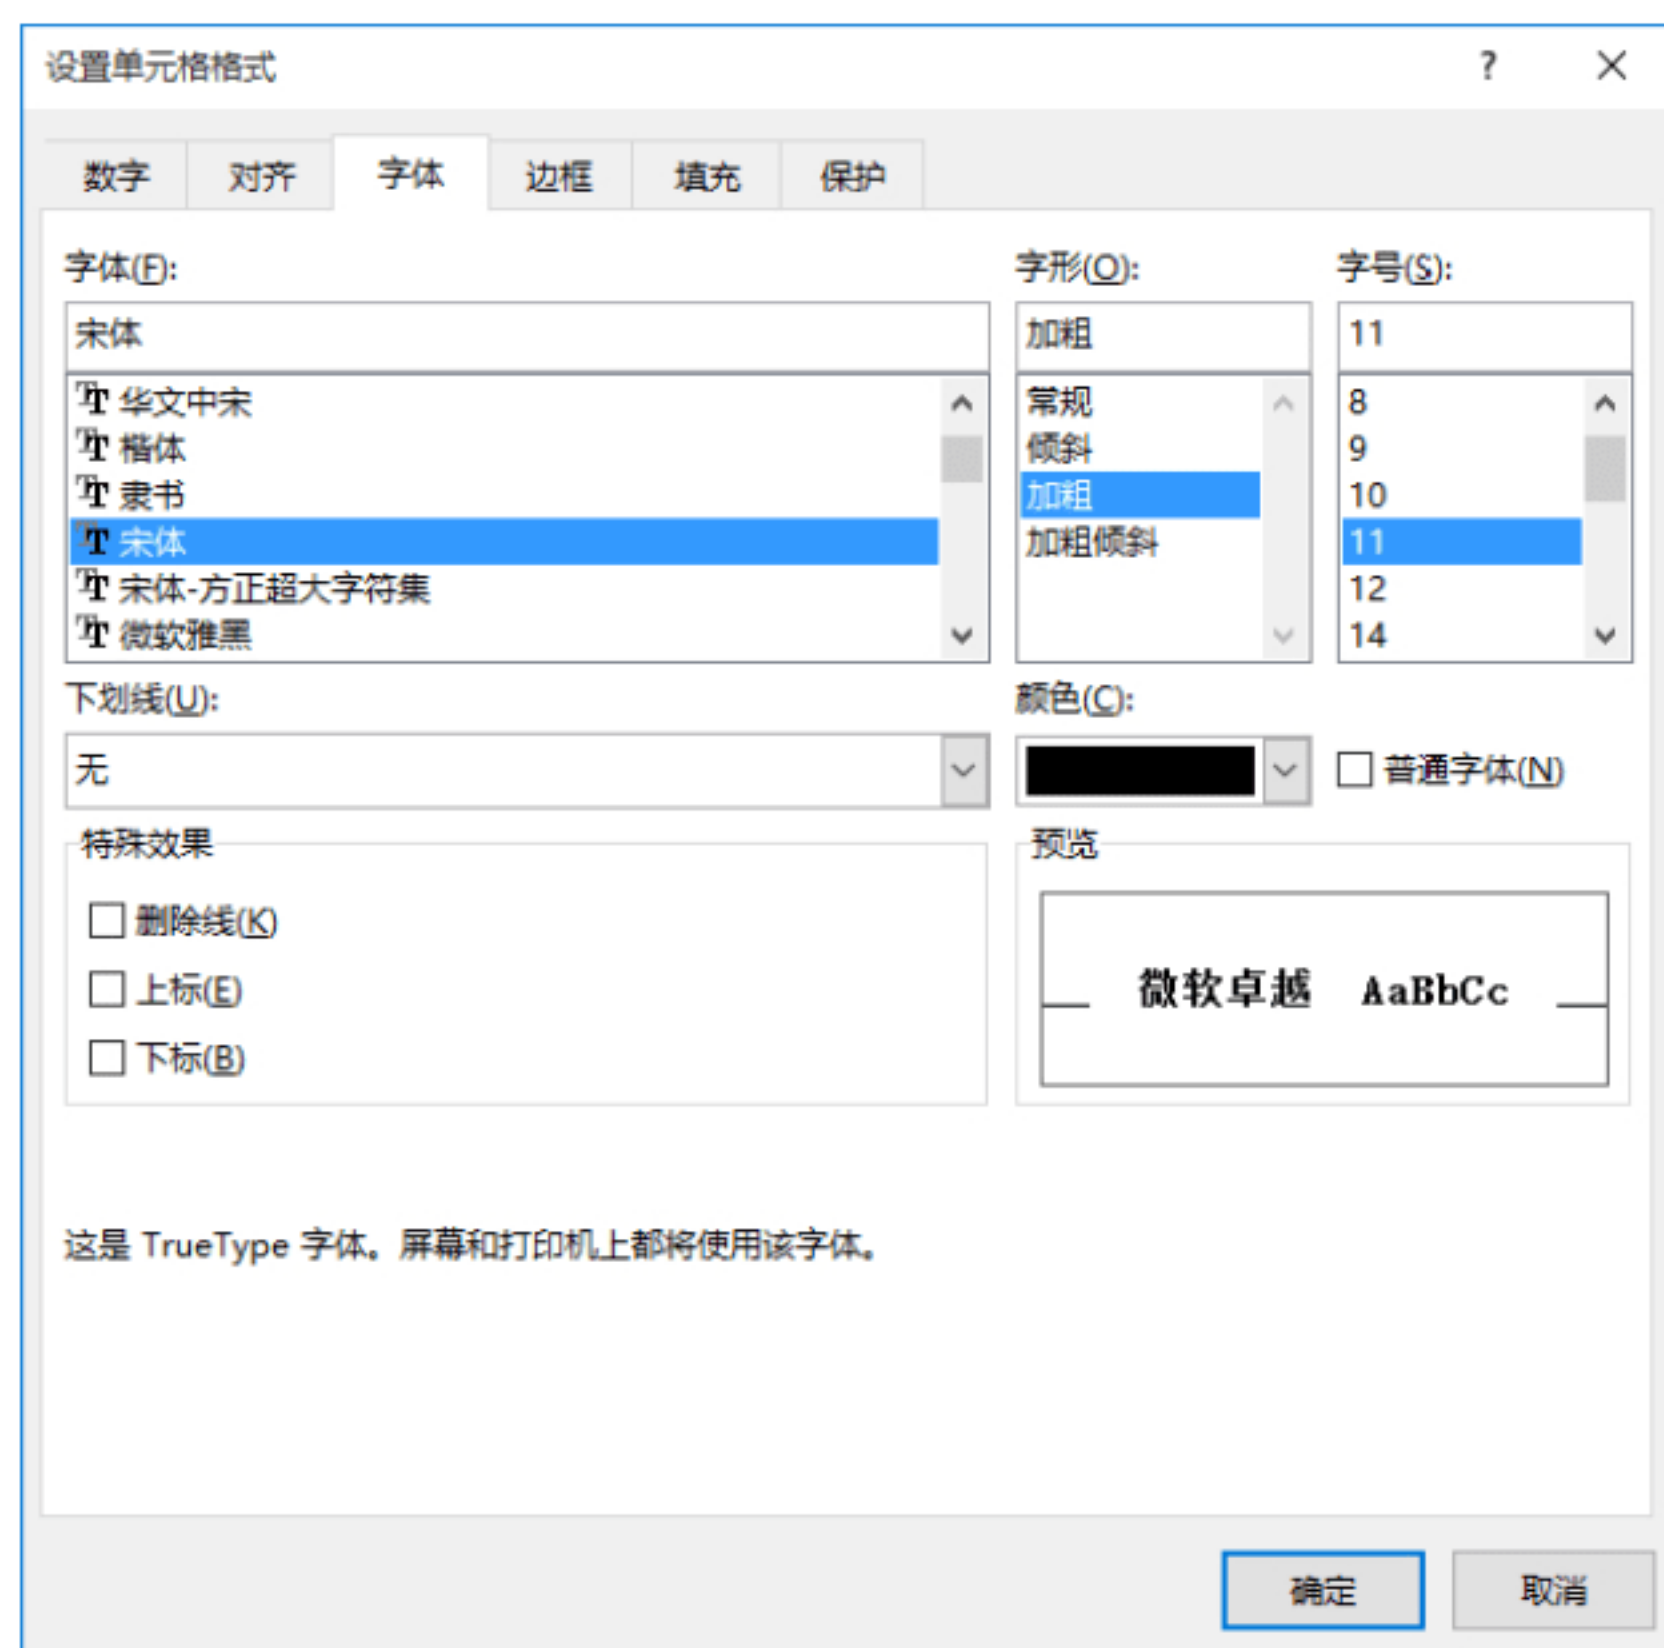 设置单元格格式 ?
数字 对齐 字体 边框 填充 保护
字体(F): 字形(O): 字号(S):
宋体 加粗 11
华文中宋 常规 8
楷体 倾斜 9
隶书 加粗 10
宋体 加粗倾斜 11
宋体-方正超大字符集 12
微软雅黑 14
下划线(U): 颜色(C):
无 普通字体(N)
特殊效果 预览
删除线(K)
上标(E) 微软卓越 AaBbCc
下标(B)
这是 TrueType 字体。屏幕和打印机上都将使用该字体。
确定 取消